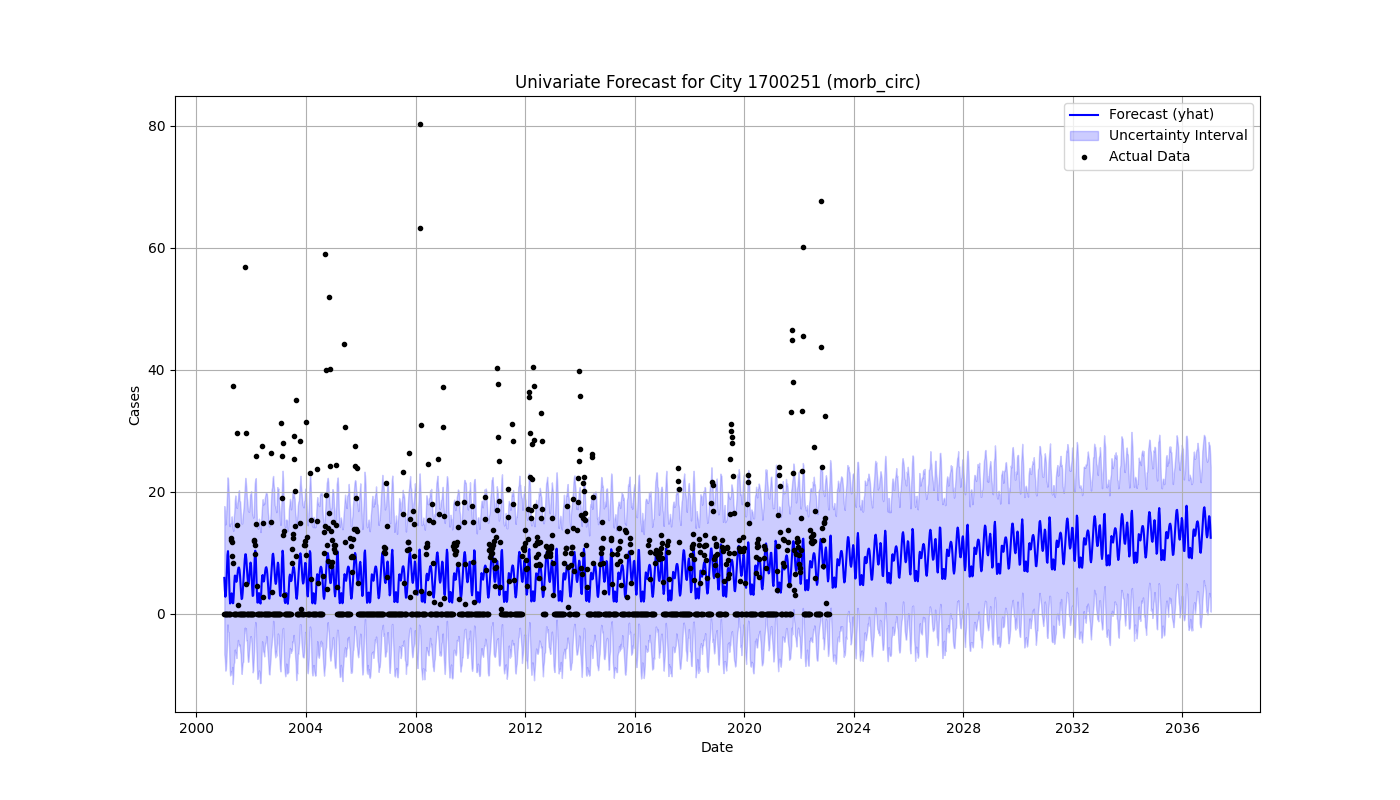 Univariate Forecast for City 1700251 (morb_circ)
Forecast (yhat)
Uncertainty Interval
Actual Data
80
60
40
20
0
Cases
2000 2004 2008 2012 2016 2020 2024 2028 2032 2036
Date